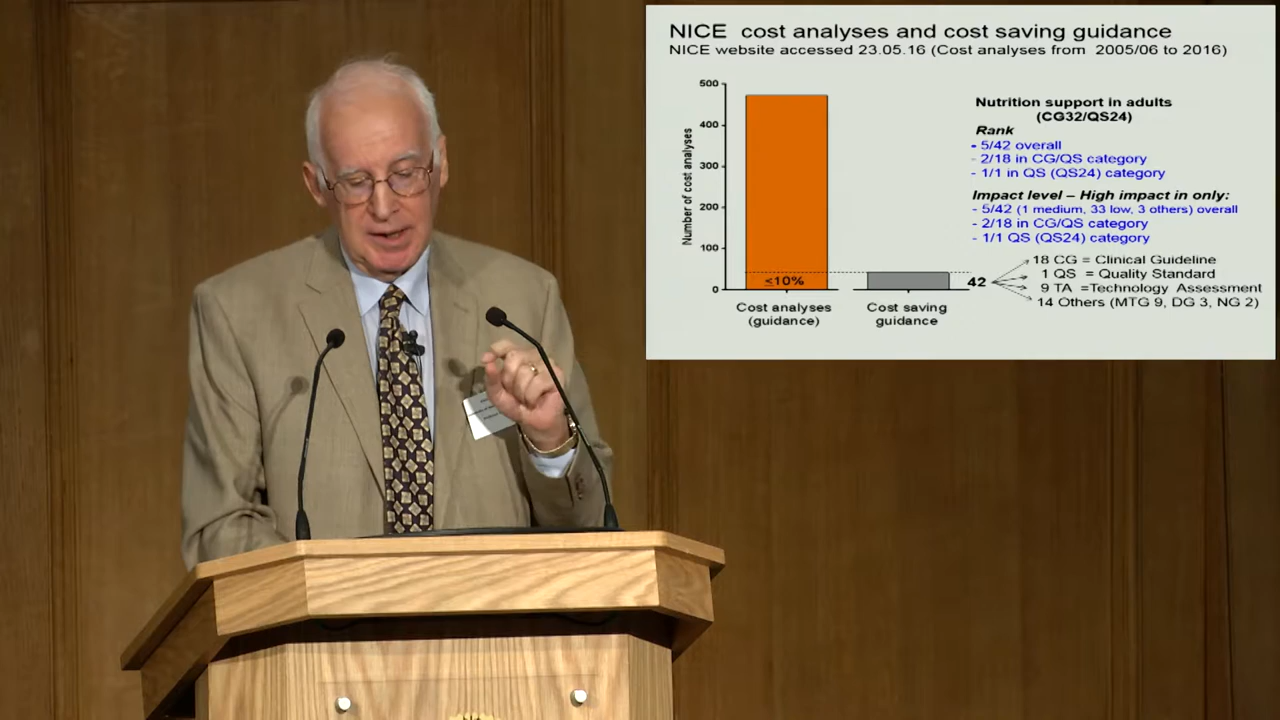 NICE cost analyses and cost saving guidance
NICE website accessed 23.05.16 (Cost analyses from 2005/06 to 2016)
Number of cost analyses
500
400
300
200
100
0
≤10%
Cost analyses
(guidance)
Cost saving
guidance
Nutrition support in adults
(CG32/QS24)
Rank
- 5/42 overall
- 2/18 in CG/QS category
- 1/1 in QS (QS24) category
Impact level – High impact in only:
- 5/42 (1 medium, 33 low, 3 others) overall
- 2/18 in CG/QS category
- 1/1 QS (QS24) category
42
18 CG = Clinical Guideline
1 QS = Quality Standard
9 TA =Technology Assessment
14 Others (MTG 9, DG 3, NG 2)